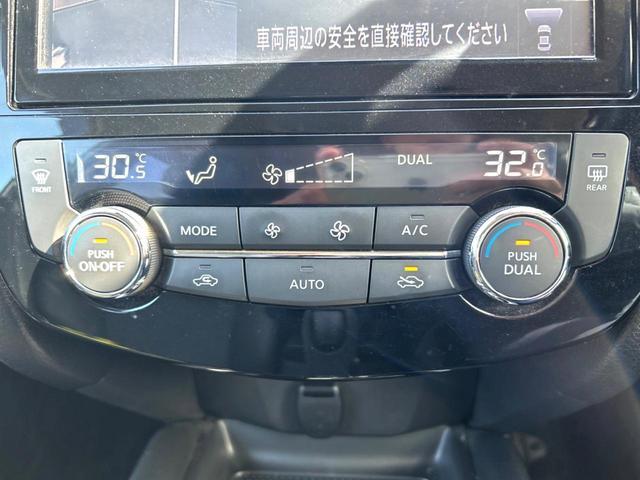 車両周辺の安全を直接確認してください
30.5°C
DUAL
32.0°C
FRONT
REAR
MODE
A/C
PUSH
ON·OFF
PUSH
DUAL
AUTO